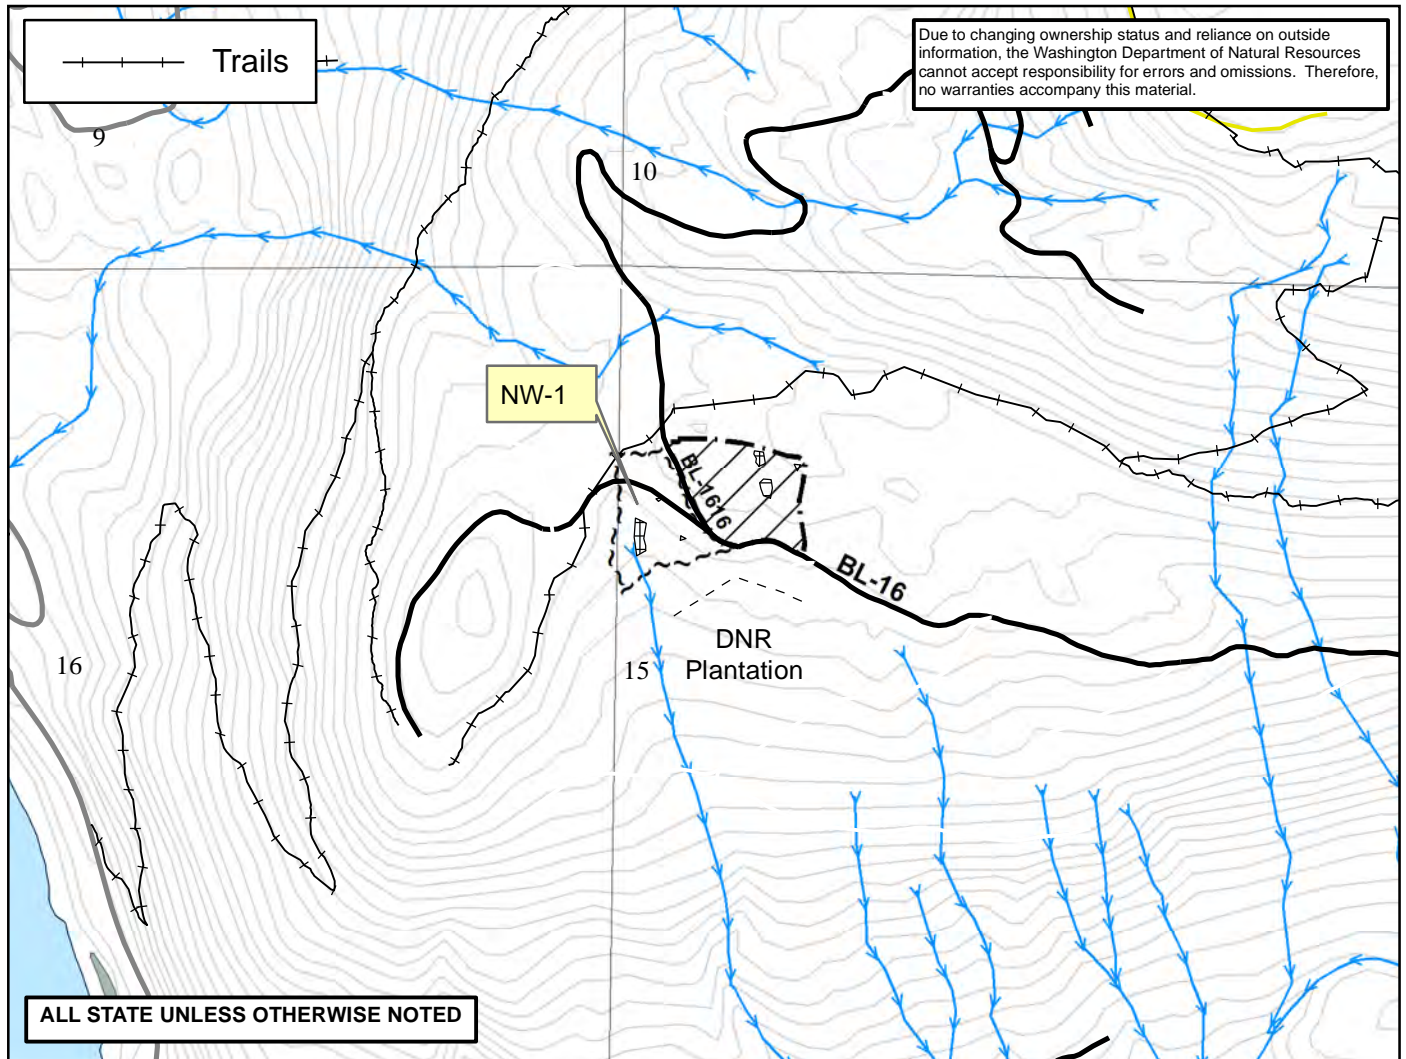 Trails
Due to changing ownership status and reliance on outside
information, the Washington Department of Natural Resources
cannot accept responsibility for errors and omissions. Therefore,
no warranties accompany this material.
9
10
NW-1
BL-1616
BL-16
DNR
Plantation
16
15
ALL STATE UNLESS OTHERWISE NOTED